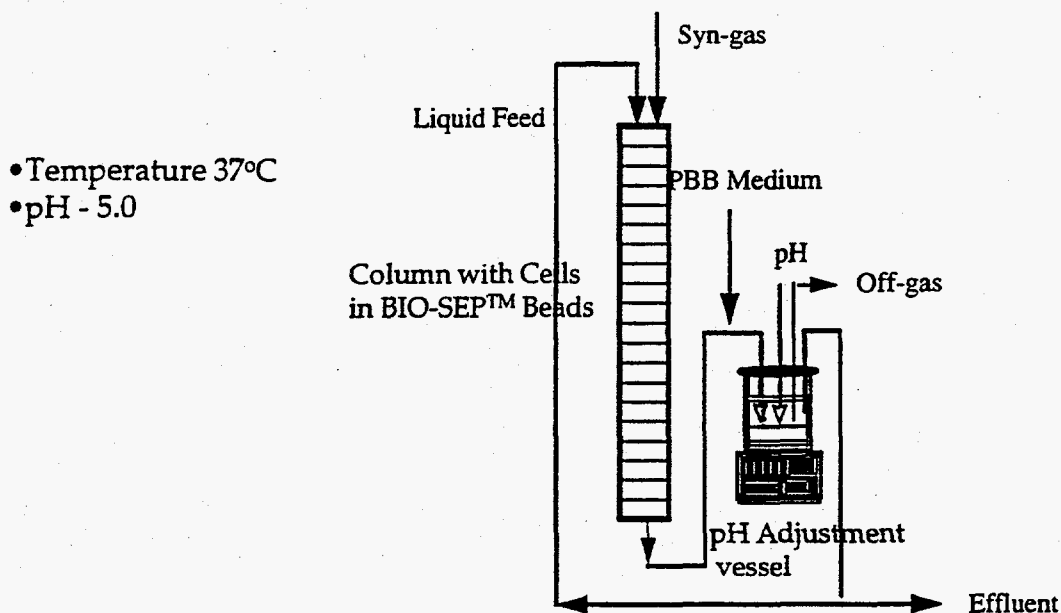 Syn-gas
Liquid Feed
•Temperature 37ºC
•pH - 5.0
PBB Medium
pH
Off-gas
Column with Cells
in BIO-SEP™ Beads
pH Adjustment
vessel
Effluent